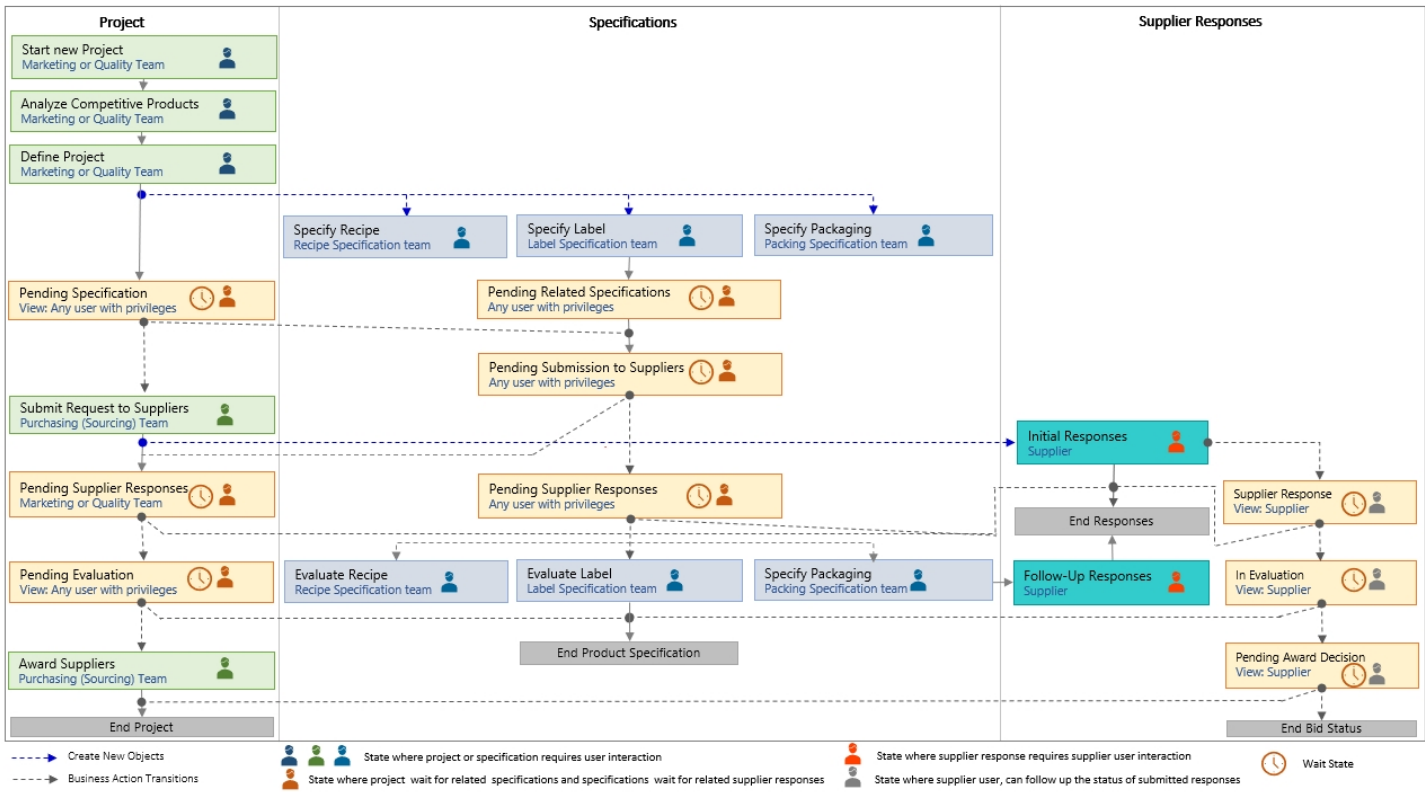 Project
Specifications
Supplier Responses
Start new Project
Marketing or Quality Team
Analyze Competitive Products
Marketing or Quality Team
Define Project
Marketing or Quality Team
Specify Recipe
Recipe Specification team
Specify Label
Label Specification team
Specify Packaging
Packing Specification team
Pending Specification
View: Any user with privileges
Pending Related Specifications
Any user with privileges
Pending Submission to Suppliers
Any user with privileges
Submit Request to Suppliers
Purchasing (Sourcing) Team
Initial Responses
Supplier
Pending Supplier Responses
Marketing or Quality Team
Pending Supplier Responses
Any user with privileges
Supplier Response
View: Supplier
End Responses
Pending Evaluation
View: Any user with privileges
Evaluate Recipe
Recipe Specification team
Evaluate Label
Label Specification team
Specify Packaging
Packing Specification team
Follow-Up Responses
Supplier
In Evaluation
View: Supplier
End Product Specification
Award Suppliers
Purchasing (Sourcing) Team
Pending Award Decision
View: Supplier
End Project
End Bid Status
Create New Objects
State where project or specification requires user interaction
State where supplier response requires supplier user interaction
Wait State
Business Action Transitions
State where project wait for related specifications and specifications wait for related supplier responses
State where supplier user, can follow up the status of submitted responses